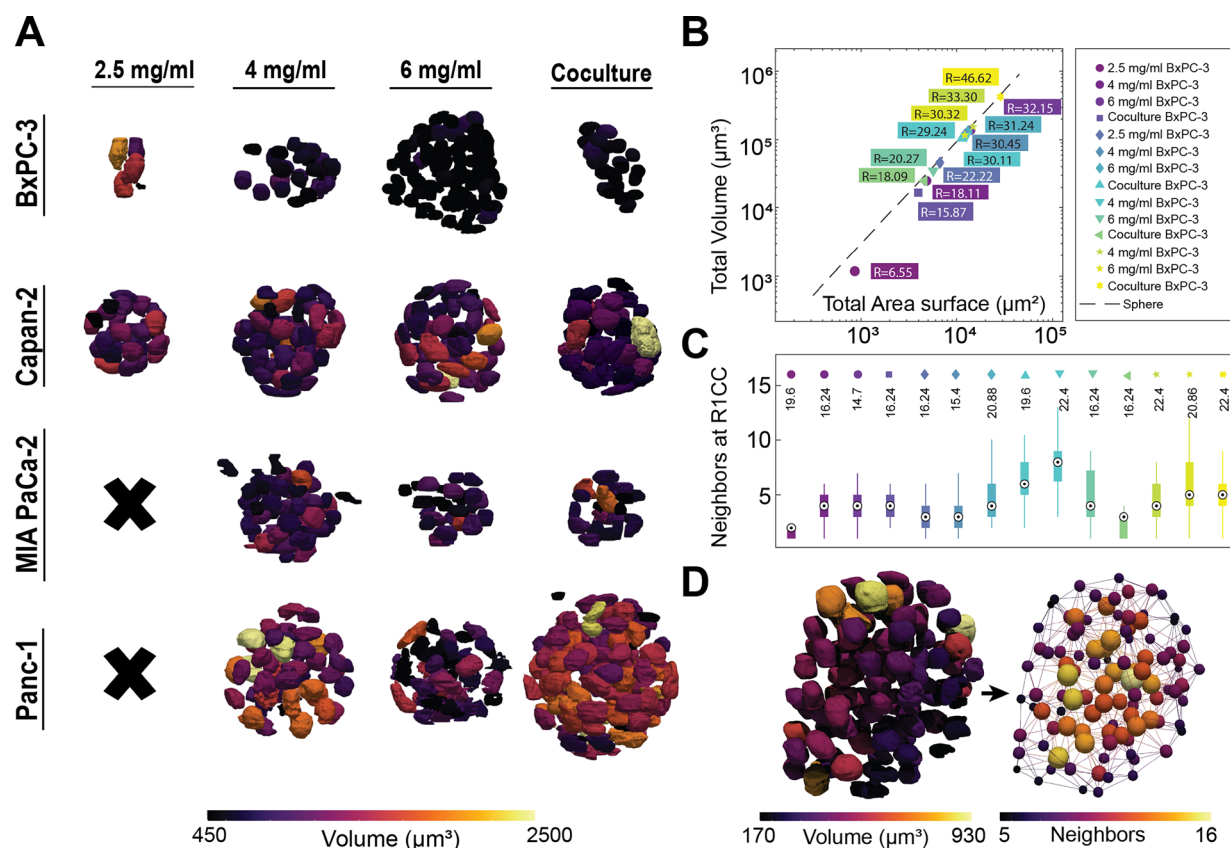 A
2.5 mg/ml
4 mg/ml
6 mg/ml
Coculture
BxPC-3
Capan-2
MIA PaCa-2
Panc-1
450
Volume (µm³)
2500
B
Total Volume (µm³)
10⁶
10⁵
10⁴
10³
R=46.62
R=33.30
R=30.32
R=32.15
R=29.24
R=31.24
R=30.45
R=20.27
R=30.11
R=18.09
R=22.22
R=18.11
R=15.87
R=6.55
Total Area surface (µm²)
10³
10⁴
10⁵
2.5 mg/ml BxPC-3
4 mg/ml BxPC-3
6 mg/ml BxPC-3
Coculture BxPC-3
2.5 mg/ml BxPC-3
4 mg/ml BxPC-3
6 mg/ml BxPC-3
Coculture BxPC-3
4 mg/ml BxPC-3
6 mg/ml BxPC-3
Coculture BxPC-3
4 mg/ml BxPC-3
6 mg/ml BxPC-3
Coculture BxPC-3
Sphere
C
Neighbors at R1CC
15
10
5
19.6
16.24
14.7
16.24
16.24
15.4
20.88
19.6
22.4
16.24
16.24
22.4
20.86
22.4
D
170
Volume (µm³)
930
5
Neighbors
16